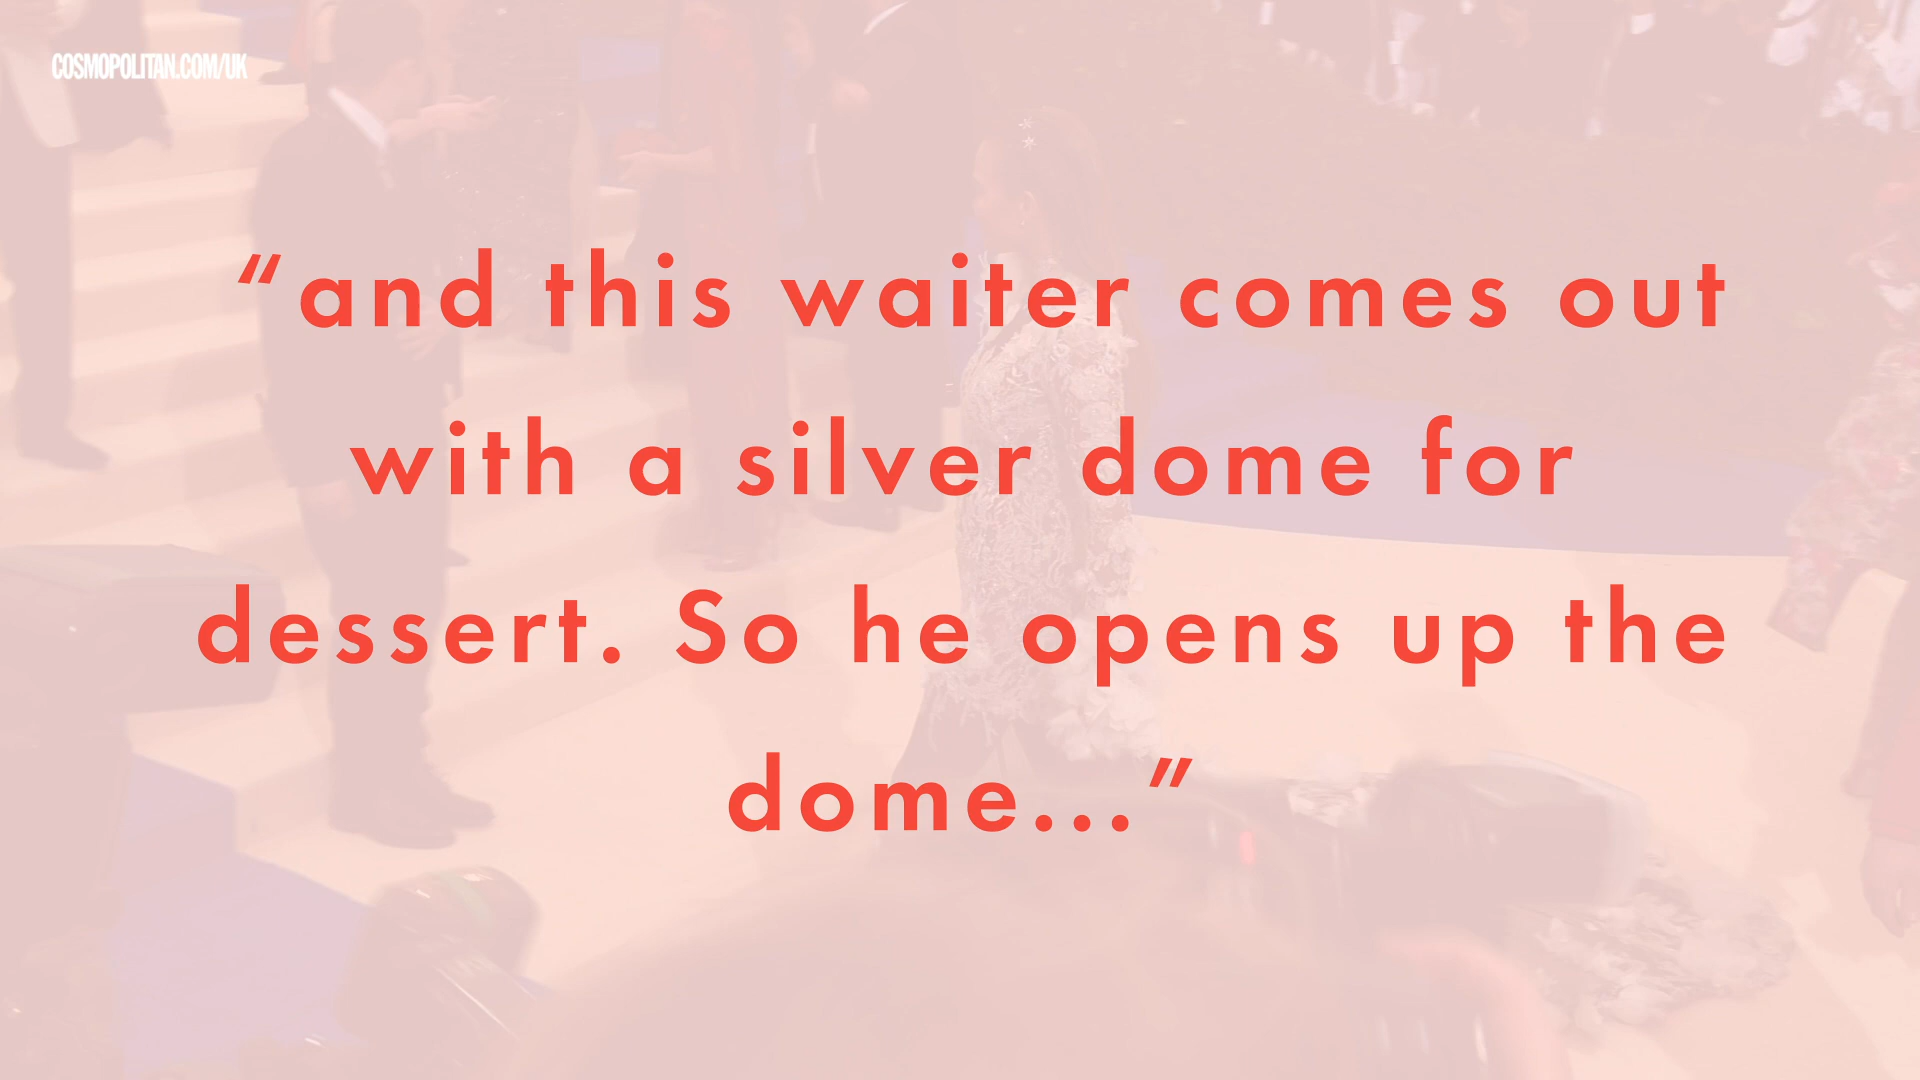 COSMOPOLITAN.COM/UK
“and this waiter comes out
with a silver dome for
dessert. So he opens up the
dome...”